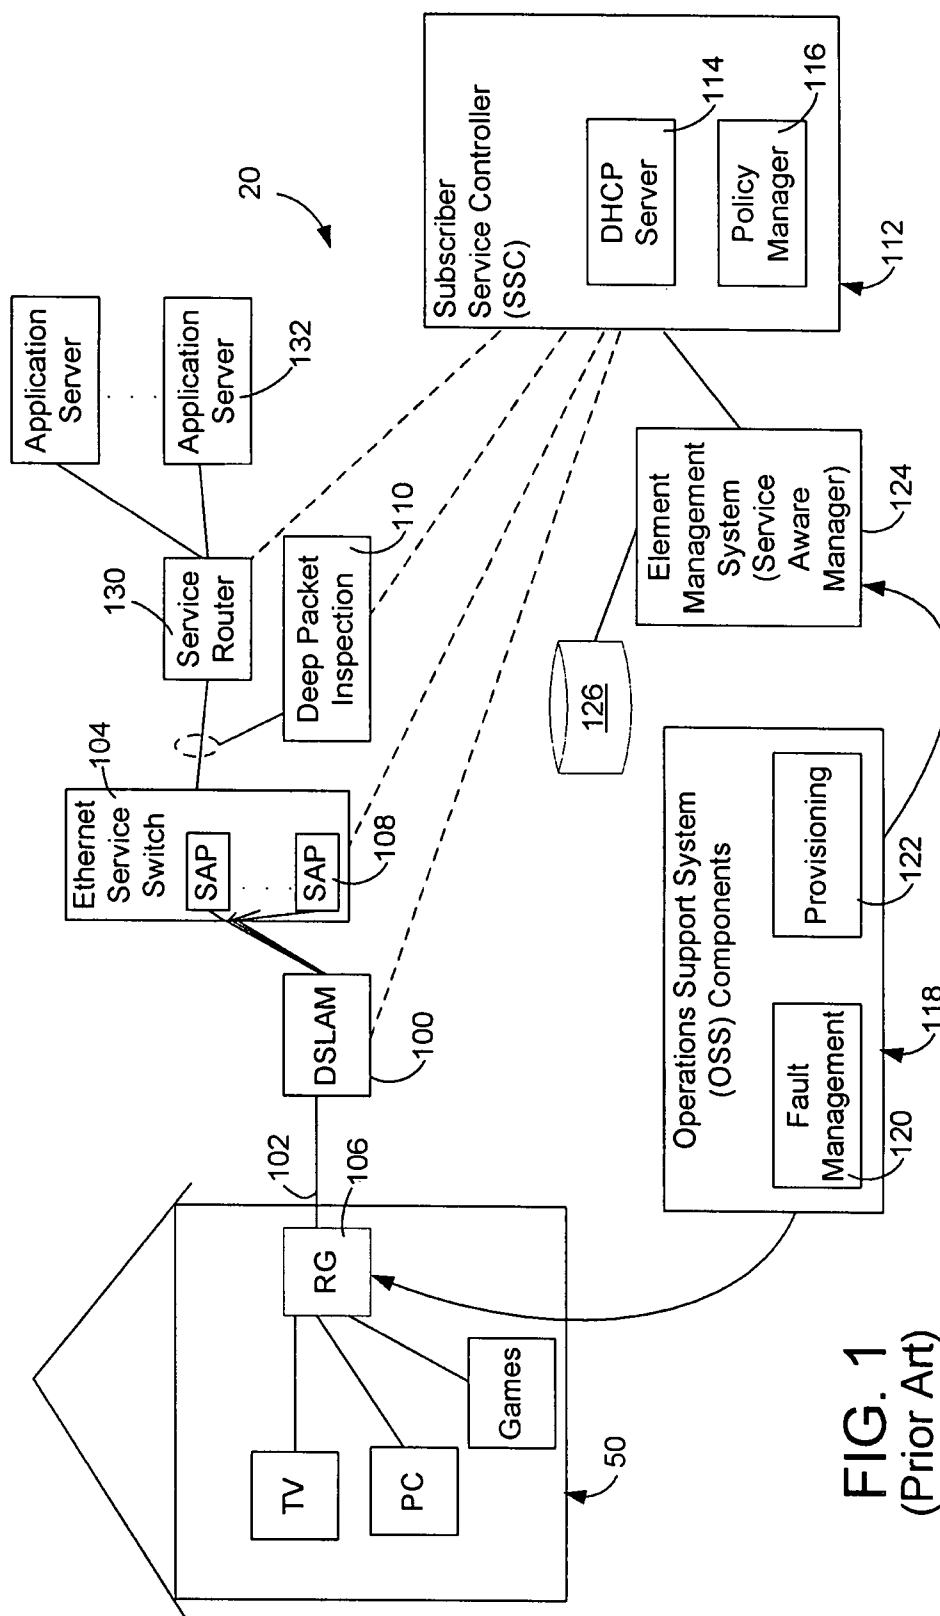 20
Application
Server
Application
Server
132
130
Service
Router
Deep Packet
Inspection
110
104
Ethernet
Service
Switch
SAP
SAP
108
DSLAM
100
102
106
RG
TV
PC
Games
50
Subscriber
Service Controller
(SSC)
DHCP
Server
114
Policy
Manager
116
112
Element
Management
System
(Service
Aware
Manager)
124
126
Operations Support System
(OSS) Components
Fault
Management
120
Provisioning
122
118
FIG. 1
(Prior Art)